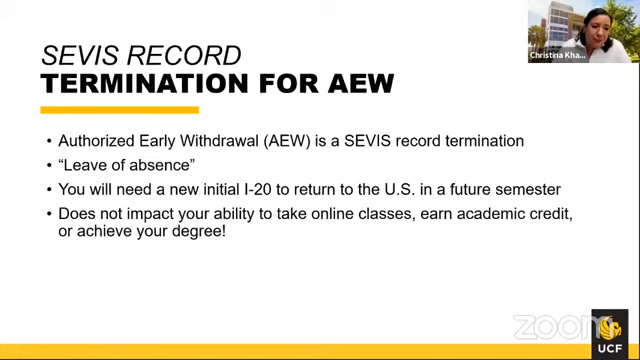 SEVIS RECORD
TERMINATION FOR AEW
Christina Kha...
• Authorized Early Withdrawal (AEW) is a SEVIS record termination
• “Leave of absence”
• You will need a new initial I-20 to return to the U.S. in a future semester
• Does not impact your ability to take online classes, earn academic credit,
or achieve your degree!
zoom
UCF